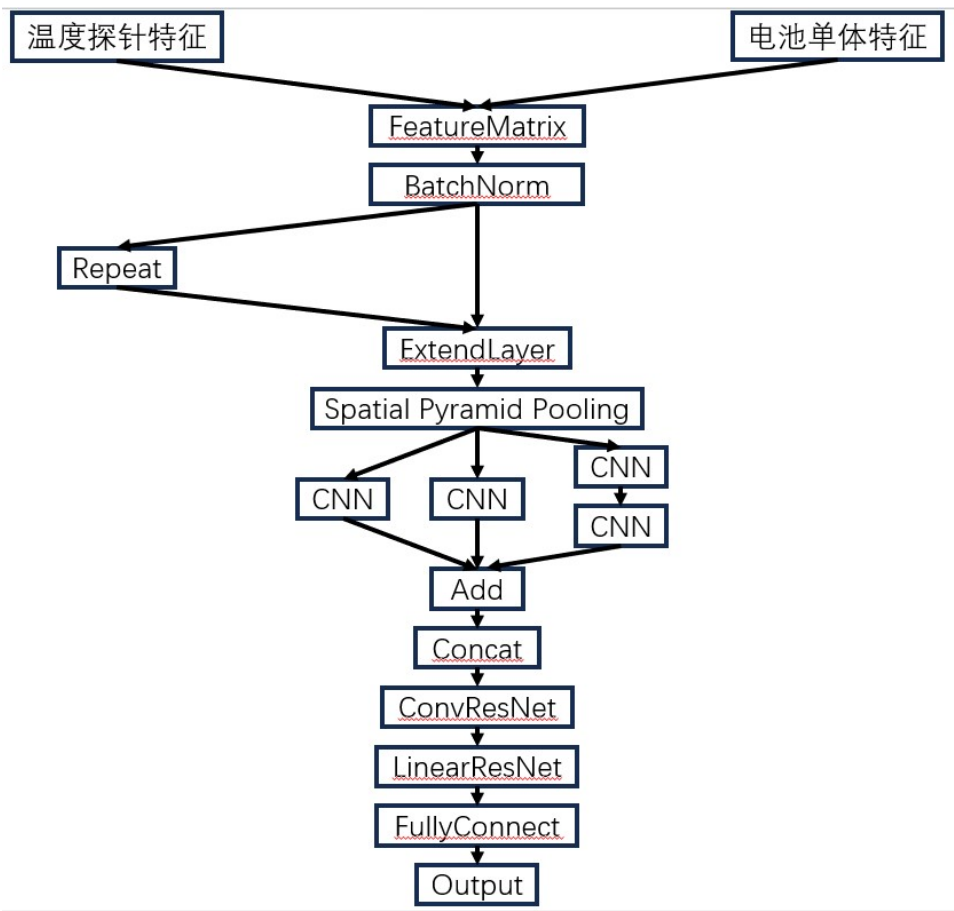 温度探针特征
电池单体特征
FeatureMatrix
BatchNorm
Repeat
ExtendLayer
Spatial Pyramid Pooling
CNN
CNN
CNN
CNN
Add
Concat
ConvResNet
LinearResNet
FullyConnect
Output